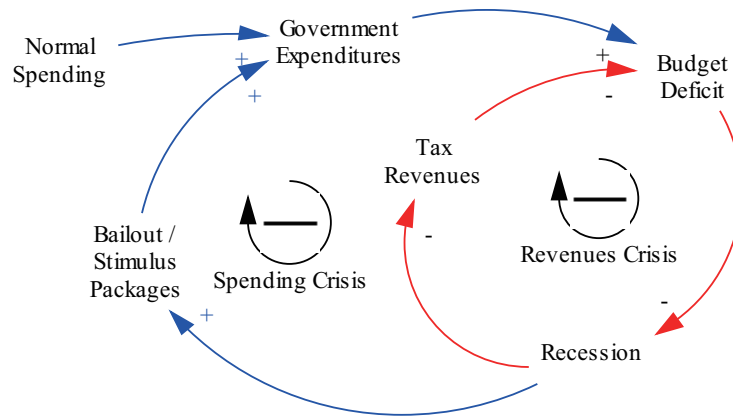 Normal
Spending
Government
Expenditures
+
+
+
-
Budget
Deficit
Tax
Revenues
-
Bailout /
Stimulus
Packages
+
Spending Crisis
Revenues Crisis
-
Recession